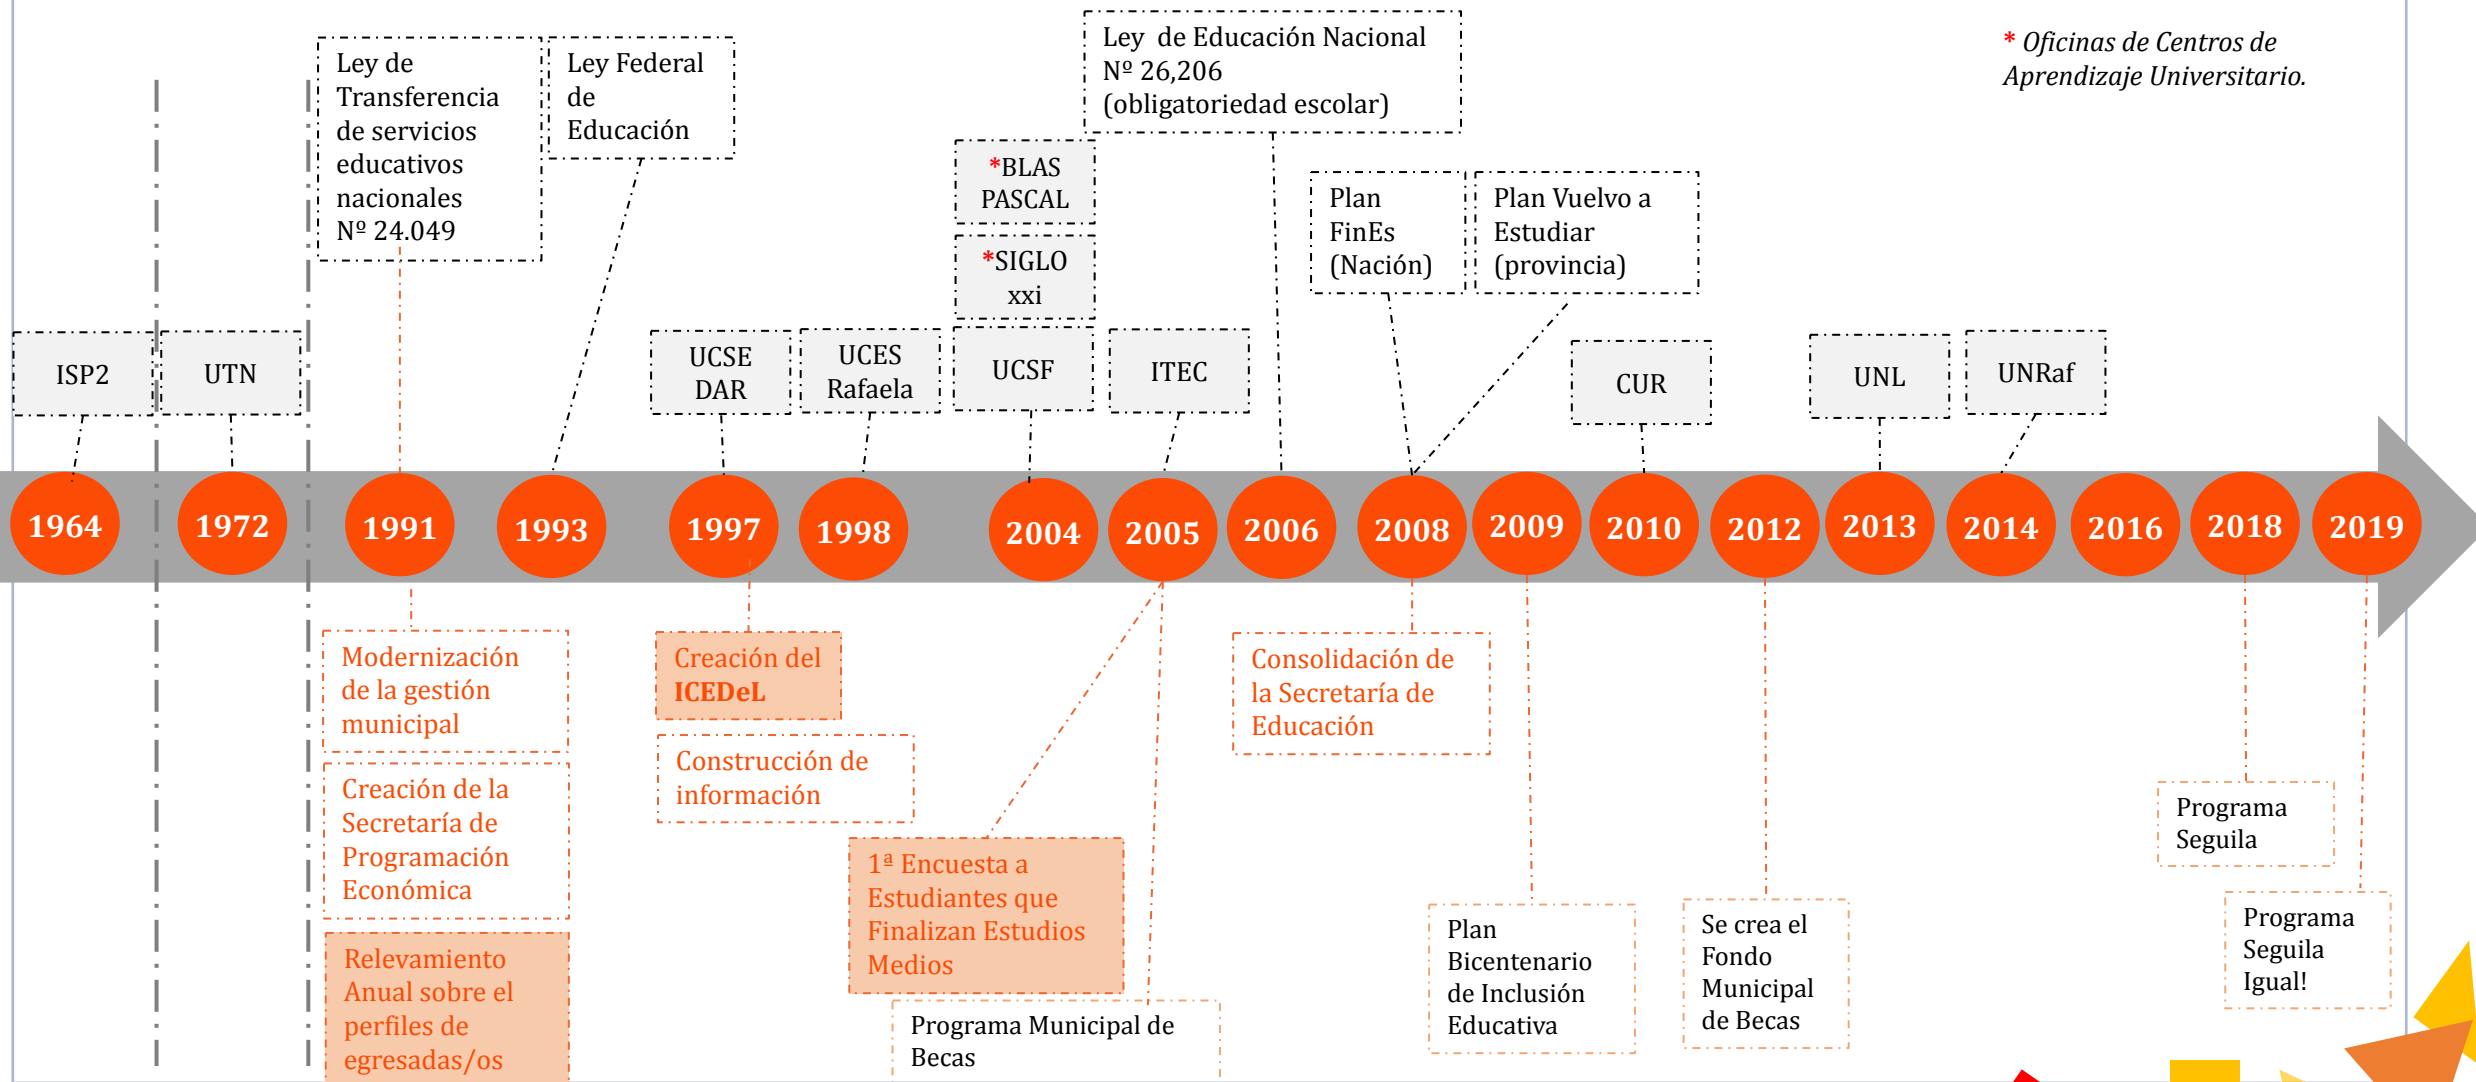 Ley de
Transferencia
de servicios
educativos
nacionales
Nº 24.049
Ley Federal
de
Educación
Ley de Educación Nacional
Nº 26,206
(obligatoriedad escolar)
* Oficinas de Centros de
Aprendizaje Universitario.
*BLAS
PASCAL
*SIGLO
xxi
Plan
FinEs
(Nación)
Plan Vuelvo a
Estudiar
(provincia)
ISP2
UTN
UCSE
DAR
UCES
Rafaela
UCSF
ITEC
CUR
UNL
UNRaf
1964
1972
1991
1993
1997
1998
2004
2005
2006
2008
2009
2010
2012
2013
2014
2016
2018
2019
Modernización
de la gestión
municipal
Creación de la
Secretaría de
Programación
Económica
Relevamiento
Anual sobre el
perfiles de
egresadas/os
Creación del
ICEDeL
Construcción de
información
1ª Encuesta a
Estudiantes que
Finalizan Estudios
Medios
Programa Municipal de
Becas
Consolidación de
la Secretaría de
Educación
Plan
Bicentenario
de Inclusión
Educativa
Se crea el
Fondo
Municipal
de Becas
Programa
Seguila
Programa
Seguila
Igual!